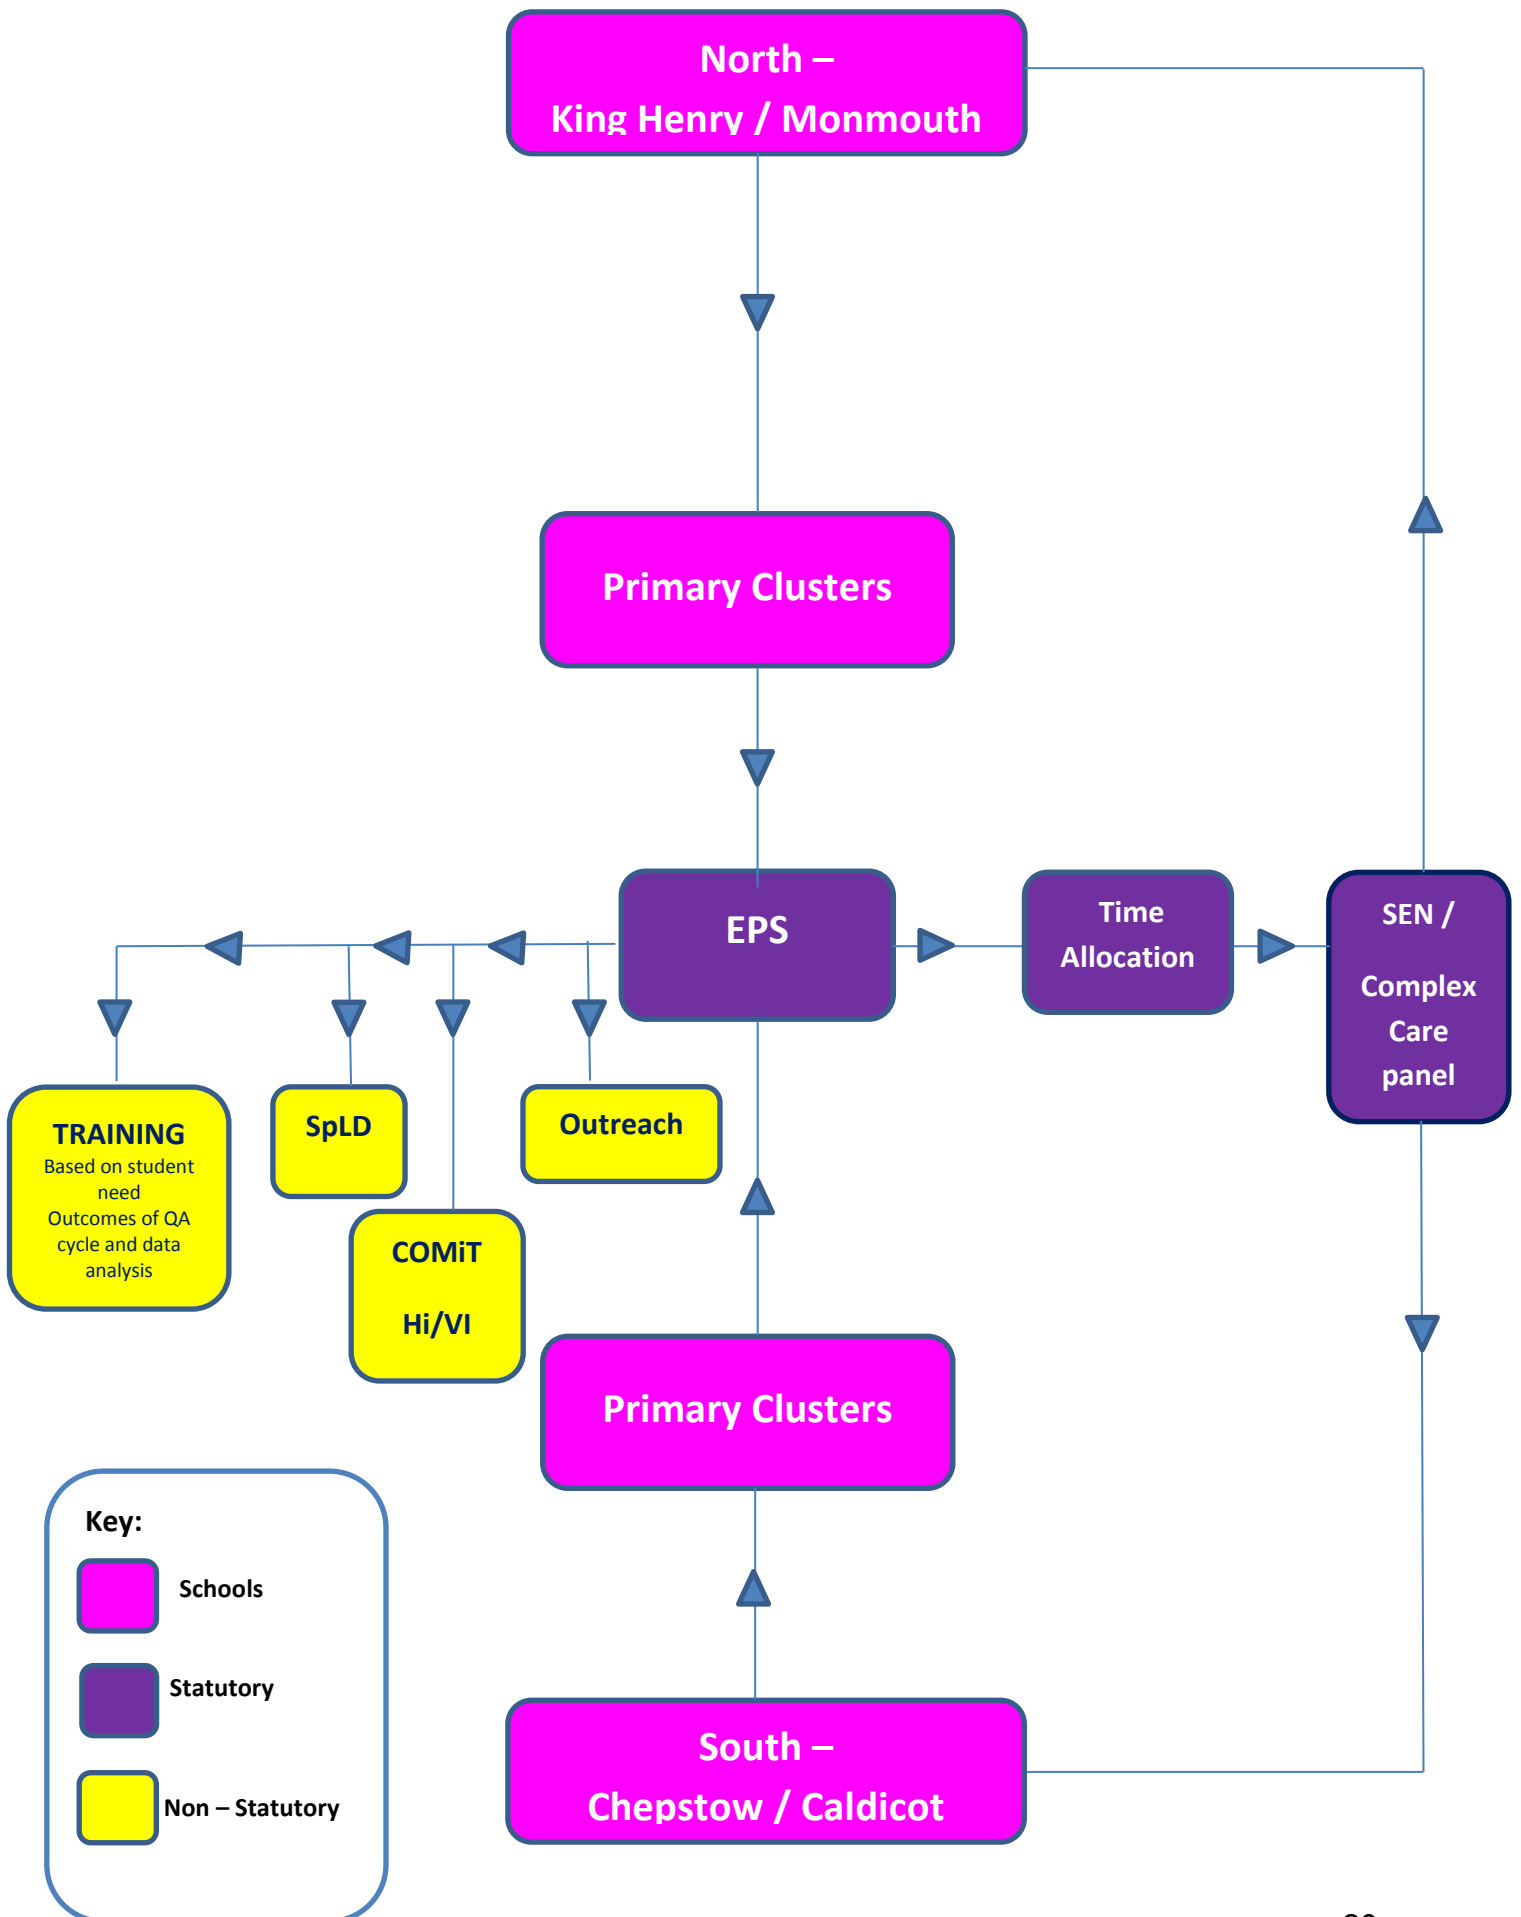 North –
King Henry / Monmouth
Primary Clusters
EPS
Time
Allocation
SEN /
Complex
Care
panel
TRAINING
Based on student
need
Outcomes of QA
cycle and data
analysis
SpLD
Outreach
COMiT
Hi/VI
Primary Clusters
Key:
Schools
Statutory
Non – Statutory
South –
Chepstow / Caldicot